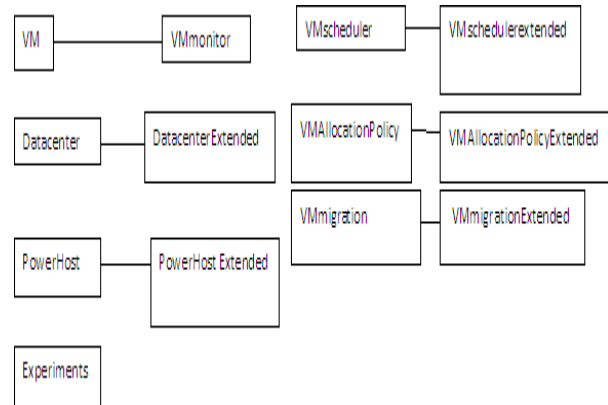 VM
VMmonitor
VMscheduler
VMschedulerextended
Datacenter
DatacenterExtended
VMAllocationPolicy
VMAllocationPolicyExtended
VMmigration
VMmigrationExtended
PowerHost
PowerHost Extended
Experiments